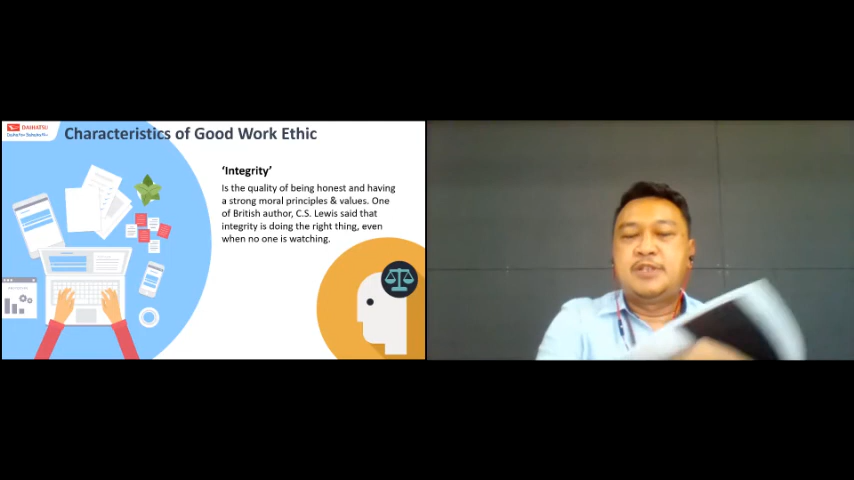 DAIHATSU
Characteristics of Good Work Ethic
‘Integrity’
Is the quality of being honest and having
a strong moral principles & values. One
of British author, C.S. Lewis said that
integrity is doing the right thing, even
when no one is watching.